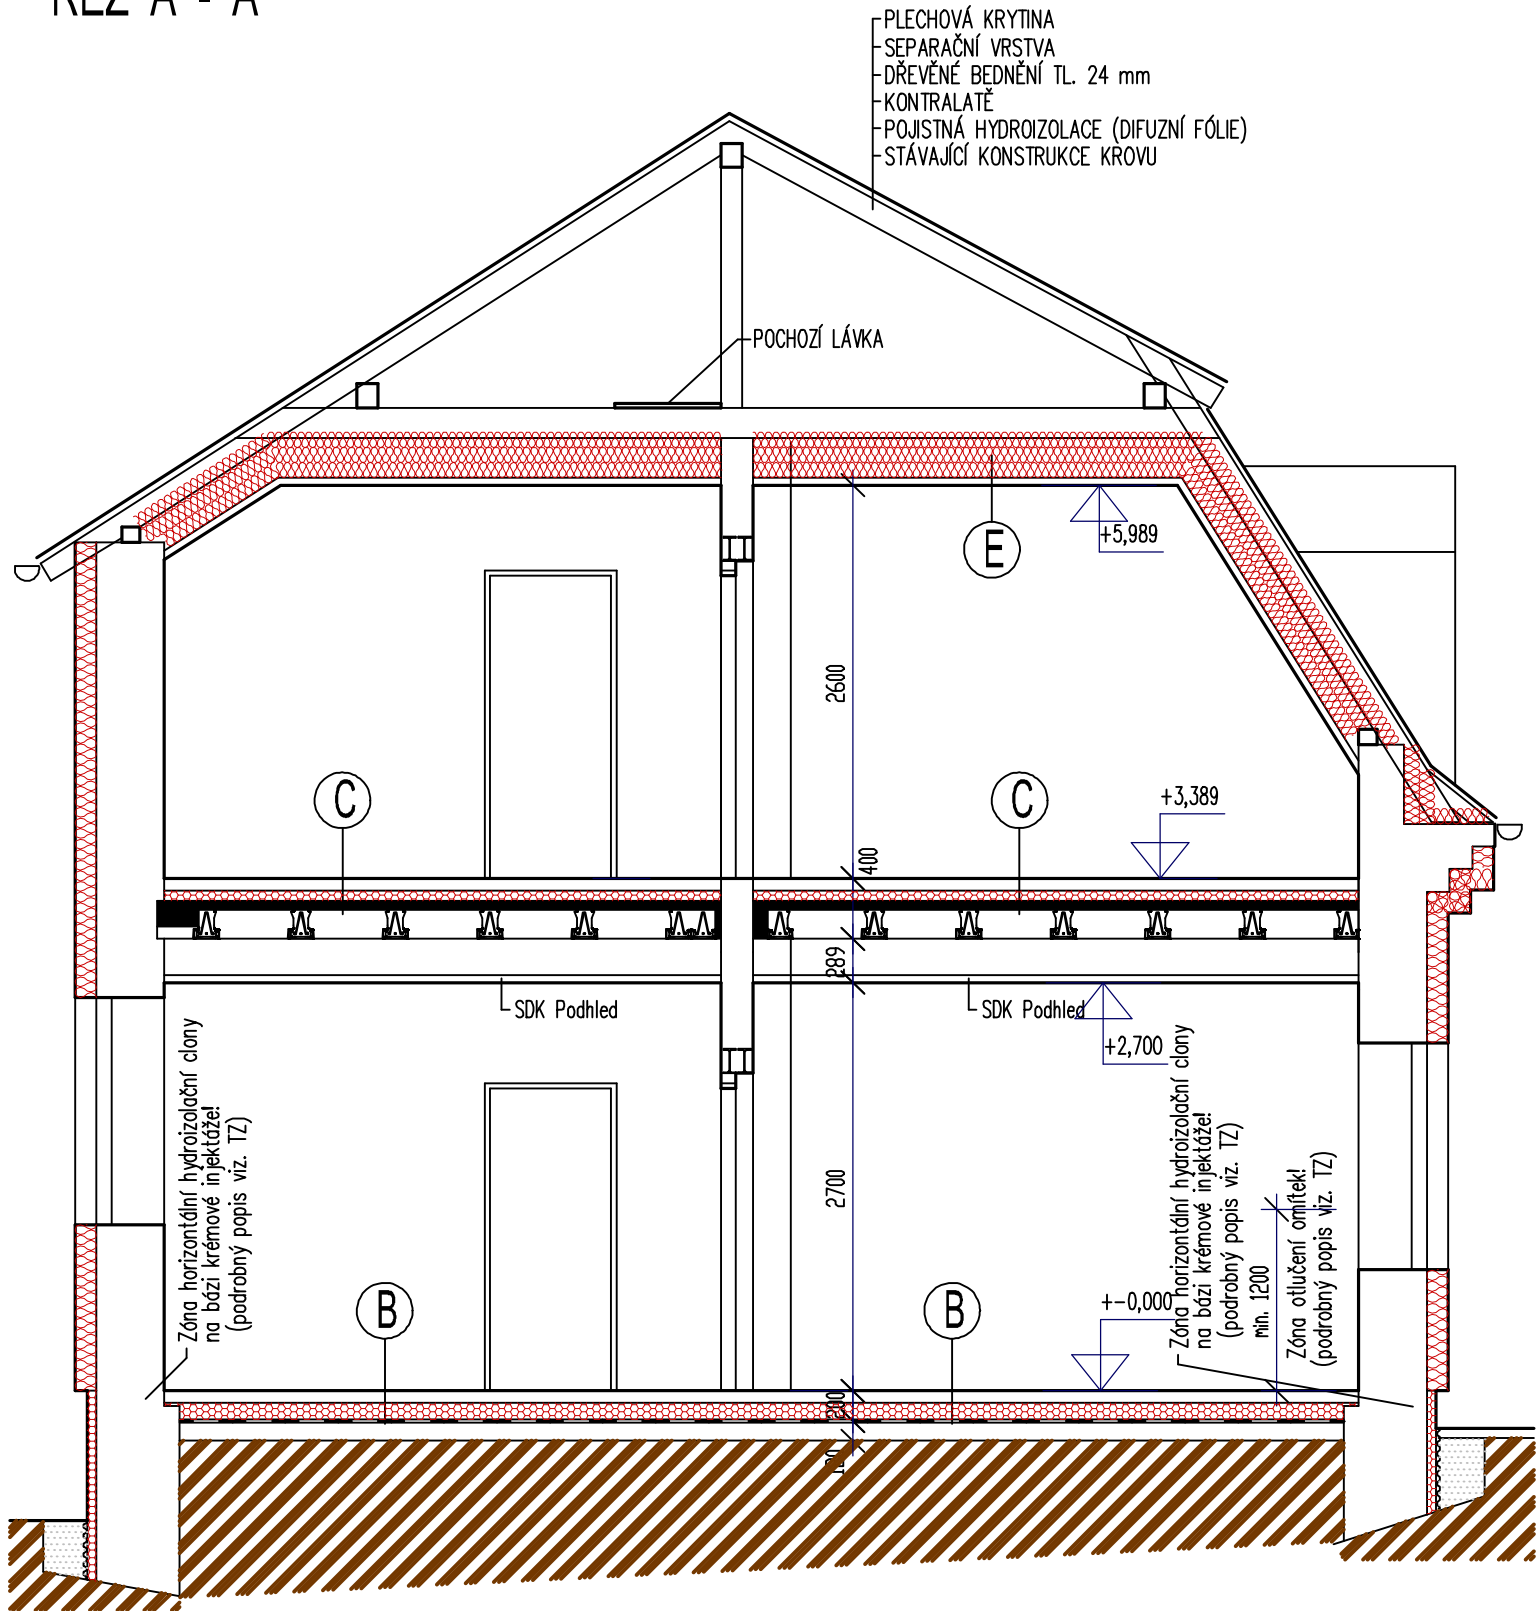 ŘEZ A - A
PLECHOVÁ KRYTINA
SEPARAČNÍ VRSTVA
DŘEVĚNÉ BEDNĚNÍ TL. 24 mm
KONTRALATĚ
POJISTNÁ HYDROIZOLACE (DIFUZNÍ FÓLIE)
STÁVAJÍCÍ KONSTRUKCE KROVU
POCHOZÍ LÁVKA
E
+5,989
2600
C
C
+3,389
400
289
SDK Podhled
SDK Podhled
+2,700
Zóna horizontální hydroizolační clony
na bázi krémové injektáže!
(podrobný popis viz. TZ)
2700
Zóna horizontální hydroizolační clony
na bázi krémové injektáže!
(podrobný popis viz. TZ)
min. 1200
Zóna otlučení omítek!
(podrobný popis viz. TZ)
B
B
+-0,000
200